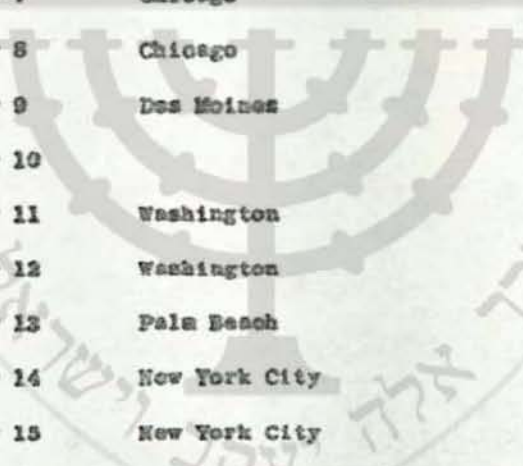 8 Chicago
9 Des Moines
10
11 Washington
12 Washington
13 Palm Beach
14 New York City
15 New York City